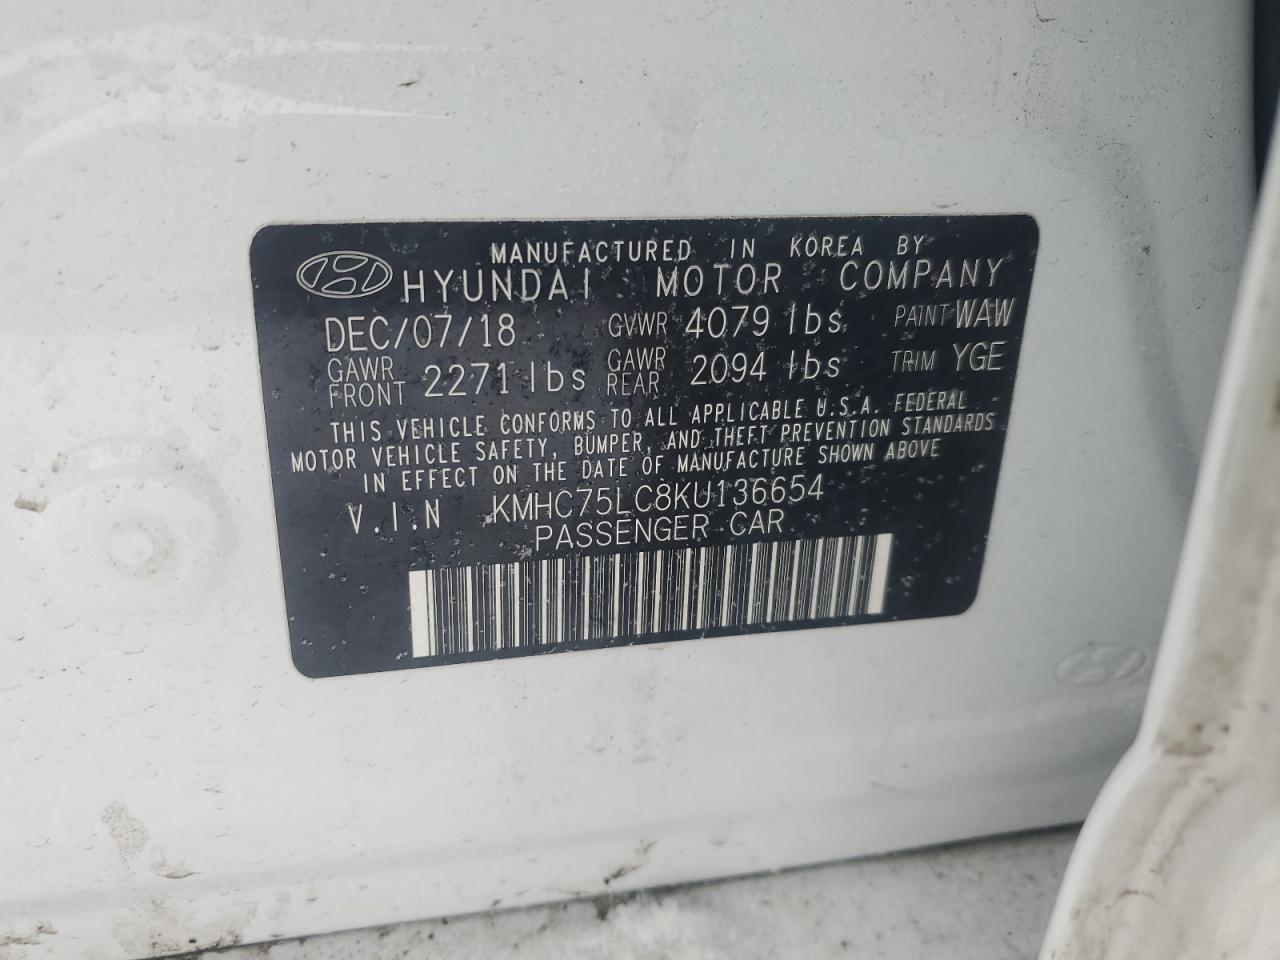 MANUFACTURED IN KOREA BY
HYUNDAI MOTOR COMPANY
DEC/07/18 GVWR 4079 lbs PAINT WAW
GAWR FRONT 2271 lbs GAWR REAR 2094 lbs TRIM YGE
THIS VEHICLE CONFORMS TO ALL APPLICABLE U.S.A. FEDERAL
MOTOR VEHICLE SAFETY, BUMPER, AND THEFT PREVENTION STANDARDS
IN EFFECT ON THE DATE OF MANUFACTURE SHOWN ABOVE
V.I.N KMHC75LC8KU136654
PASSENGER CAR